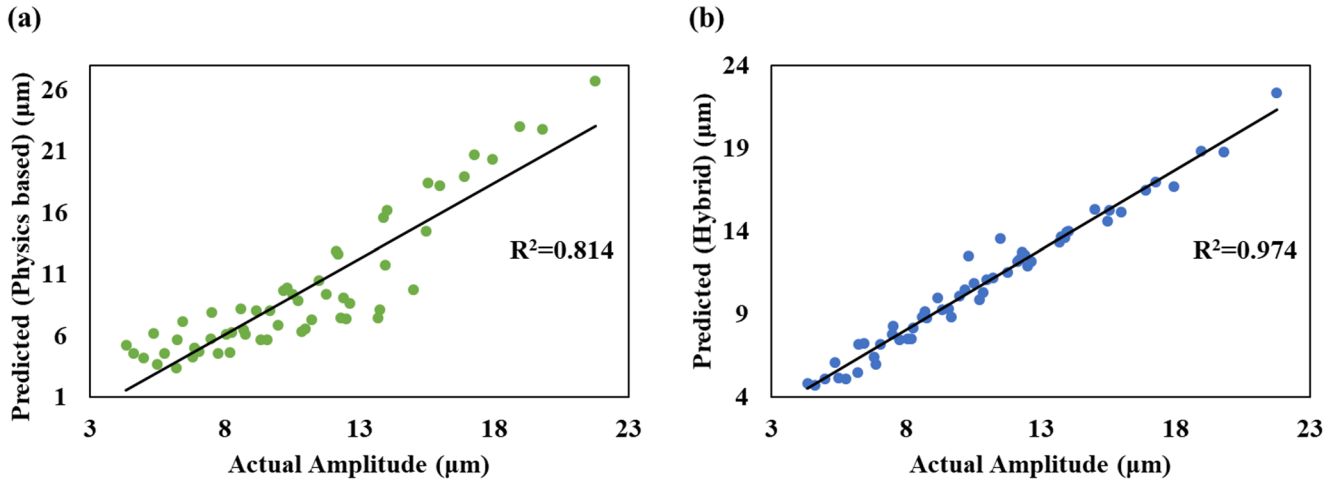 (a)
Predicted (Physics based) (μm)
26
21
16
11
6
1
R²=0.814
3 8 13 18 23
Actual Amplitude (μm)
(b)
Predicted (Hybrid) (μm)
24
19
14
9
4
R²=0.974
3 8 13 18 23
Actual Amplitude (μm)